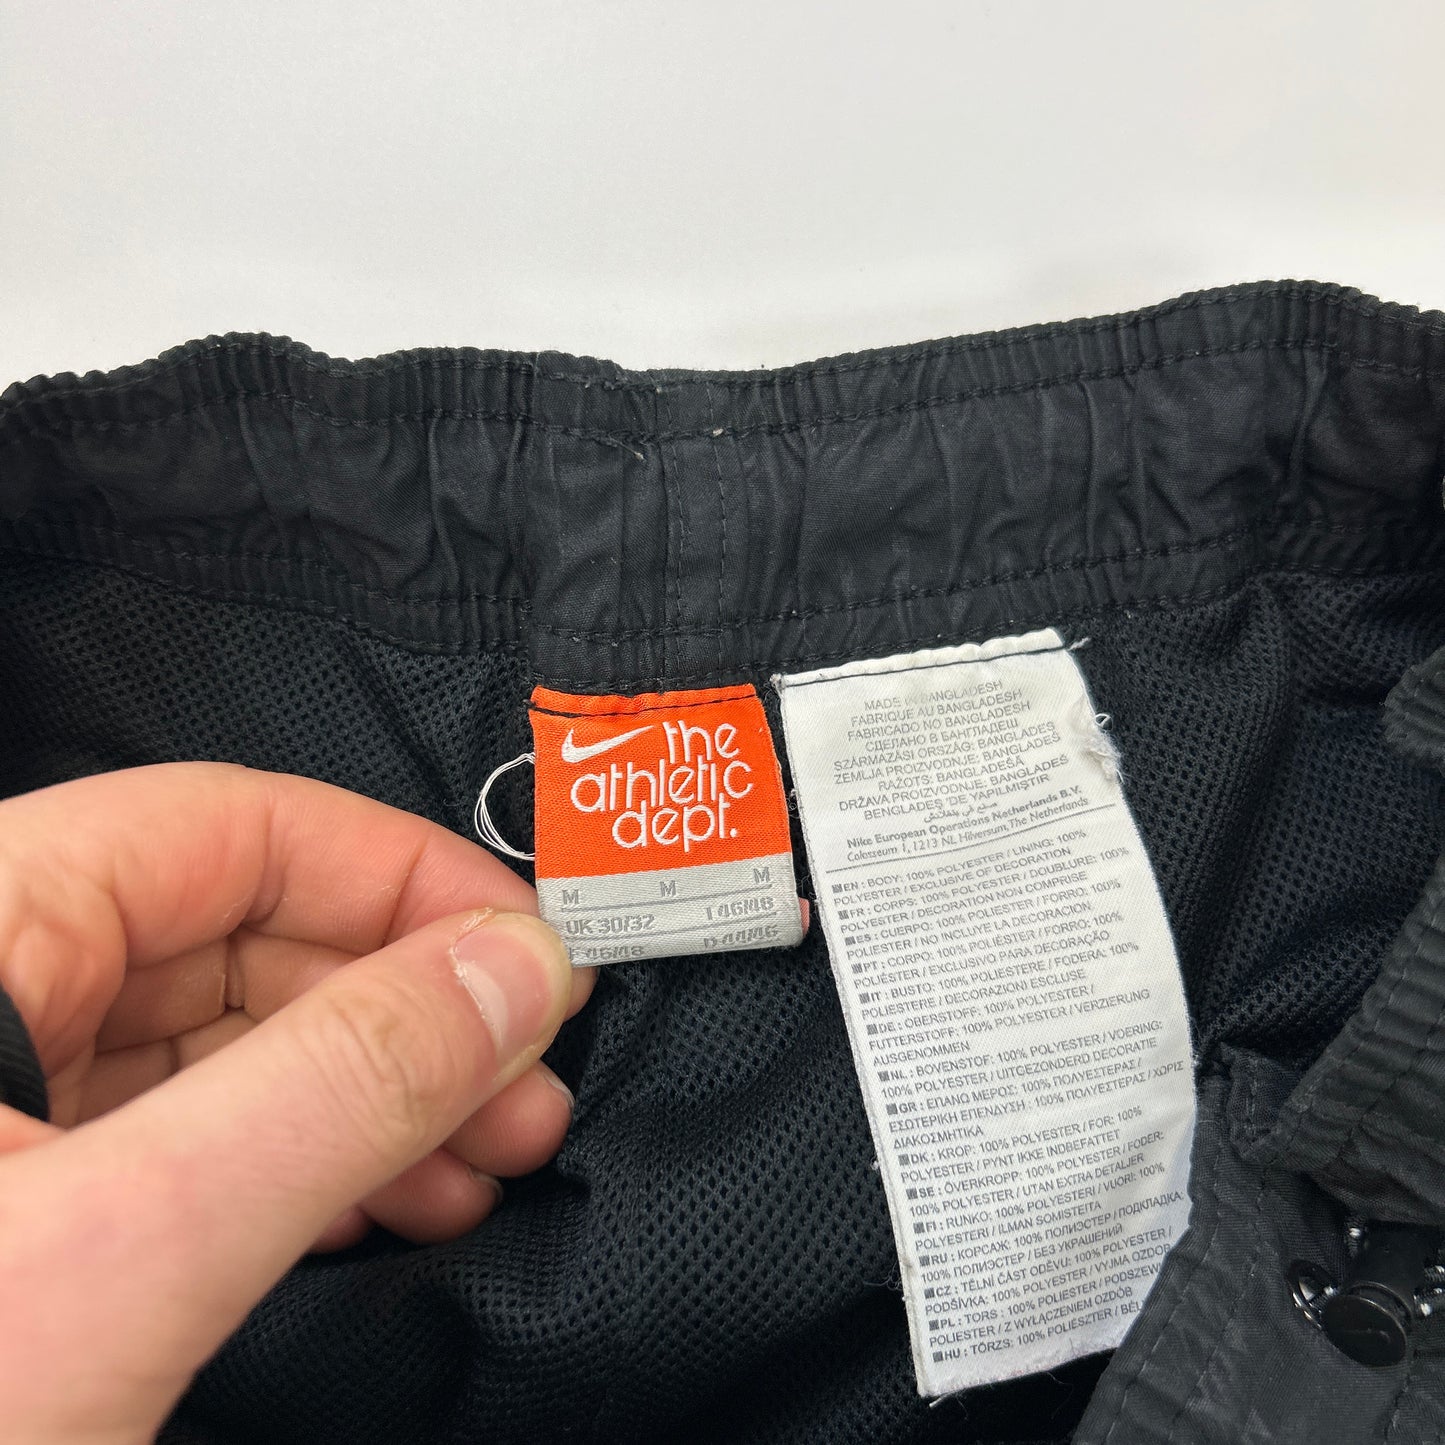 the
athletic
dept.
M M M
UK 30/32 I 46/48
46/48 D 44/46
MADE IN BANGLADESH
FABRIQUE AU BANGLADESH
FABRICADO NO BANGLADESH
СДЕЛАНО В БАНГЛАДЕШ
SZÁRMAZÁSI ORSZÁG: BANGLADES
ZEMLJA PROIZVODNJE: BANGLADEŠ
RAŽOTS: BANGLADEŠĀ
DRŽAVA PROIZVODNJE: BANGLADEŠ
BENGLADEŞ 'DE YAPILMIŞTIR
Nike European Operations Netherlands B.V.
Colosseum 1, 1213 NL Hilversum, The Netherlands
EN : BODY: 100% POLYESTER / LINING: 100%
POLYESTER / EXCLUSIVE OF DECORATION
FR : CORPS: 100% POLYESTER / DOUBLURE: 100%
POLYESTER / DECORATION NON COMPRISE
ES : CUERPO: 100% POLIESTER / FORRO: 100%
POLIESTER / NO INCLUYE LA DECORACION
PT : CORPO: 100% POLIÉSTER / FORRO: 100%
POLIÉSTER / EXCLUSIVO PARA DECORAÇÃO
IT : BUSTO: 100% POLIESTERE / FODERA: 100%
POLIESTERE / DECORAZIONI ESCLUSE
DE : OBERSTOFF: 100% POLYESTER /
FUTTERSTOFF: 100% POLYESTER / VERZIERUNG
AUSGENOMMEN
NL : BOVENSTOF: 100% POLYESTER / VOERING:
100% POLYESTER / UITGEZONDERD DECORATIE
GR : ΕΠΑΝΩ ΜΕΡΟΣ: 100% ΠΟΛΥΕΣΤΕΡΑΣ /
ΕΣΩΤΕΡΙΚΗ ΕΠΕΝΔΥΣΗ : 100% ΠΟΛΥΕΣΤΕΡΑΣ / ΧΩΡΙΣ
ΔΙΑΚΟΣΜΗΤΙΚΑ
DK : KROP: 100% POLYESTER / FOR: 100%
POLYESTER / PYNT IKKE INDBEFATTET
SE : ÖVERKROPP: 100% POLYESTER / FODER:
100% POLYESTER / UTAN EXTRA DETALJER
FI : RUNKO: 100% POLYESTERI / VUORI: 100%
POLYESTERI / ILMAN SOMISTEITA
RU : КОРСАЖ: 100% ПОЛИЭСТЕР / ПОДКЛАДКА:
100% ПОЛИЭСТЕР / БЕЗ УКРАШЕНИЙ
CZ : TĚLNÍ ČÁST ODĚVU: 100% POLYESTER /
PODŠÍVKA: 100% POLYESTER / VYJMA OZDOB
PL : TORS : 100% POLIESTER / PODSZEW
POLIESTER / Z WYŁĄCZENIEM OZDÓB
HU : TÖRZS: 100% POLIÉSZTER / BÉL